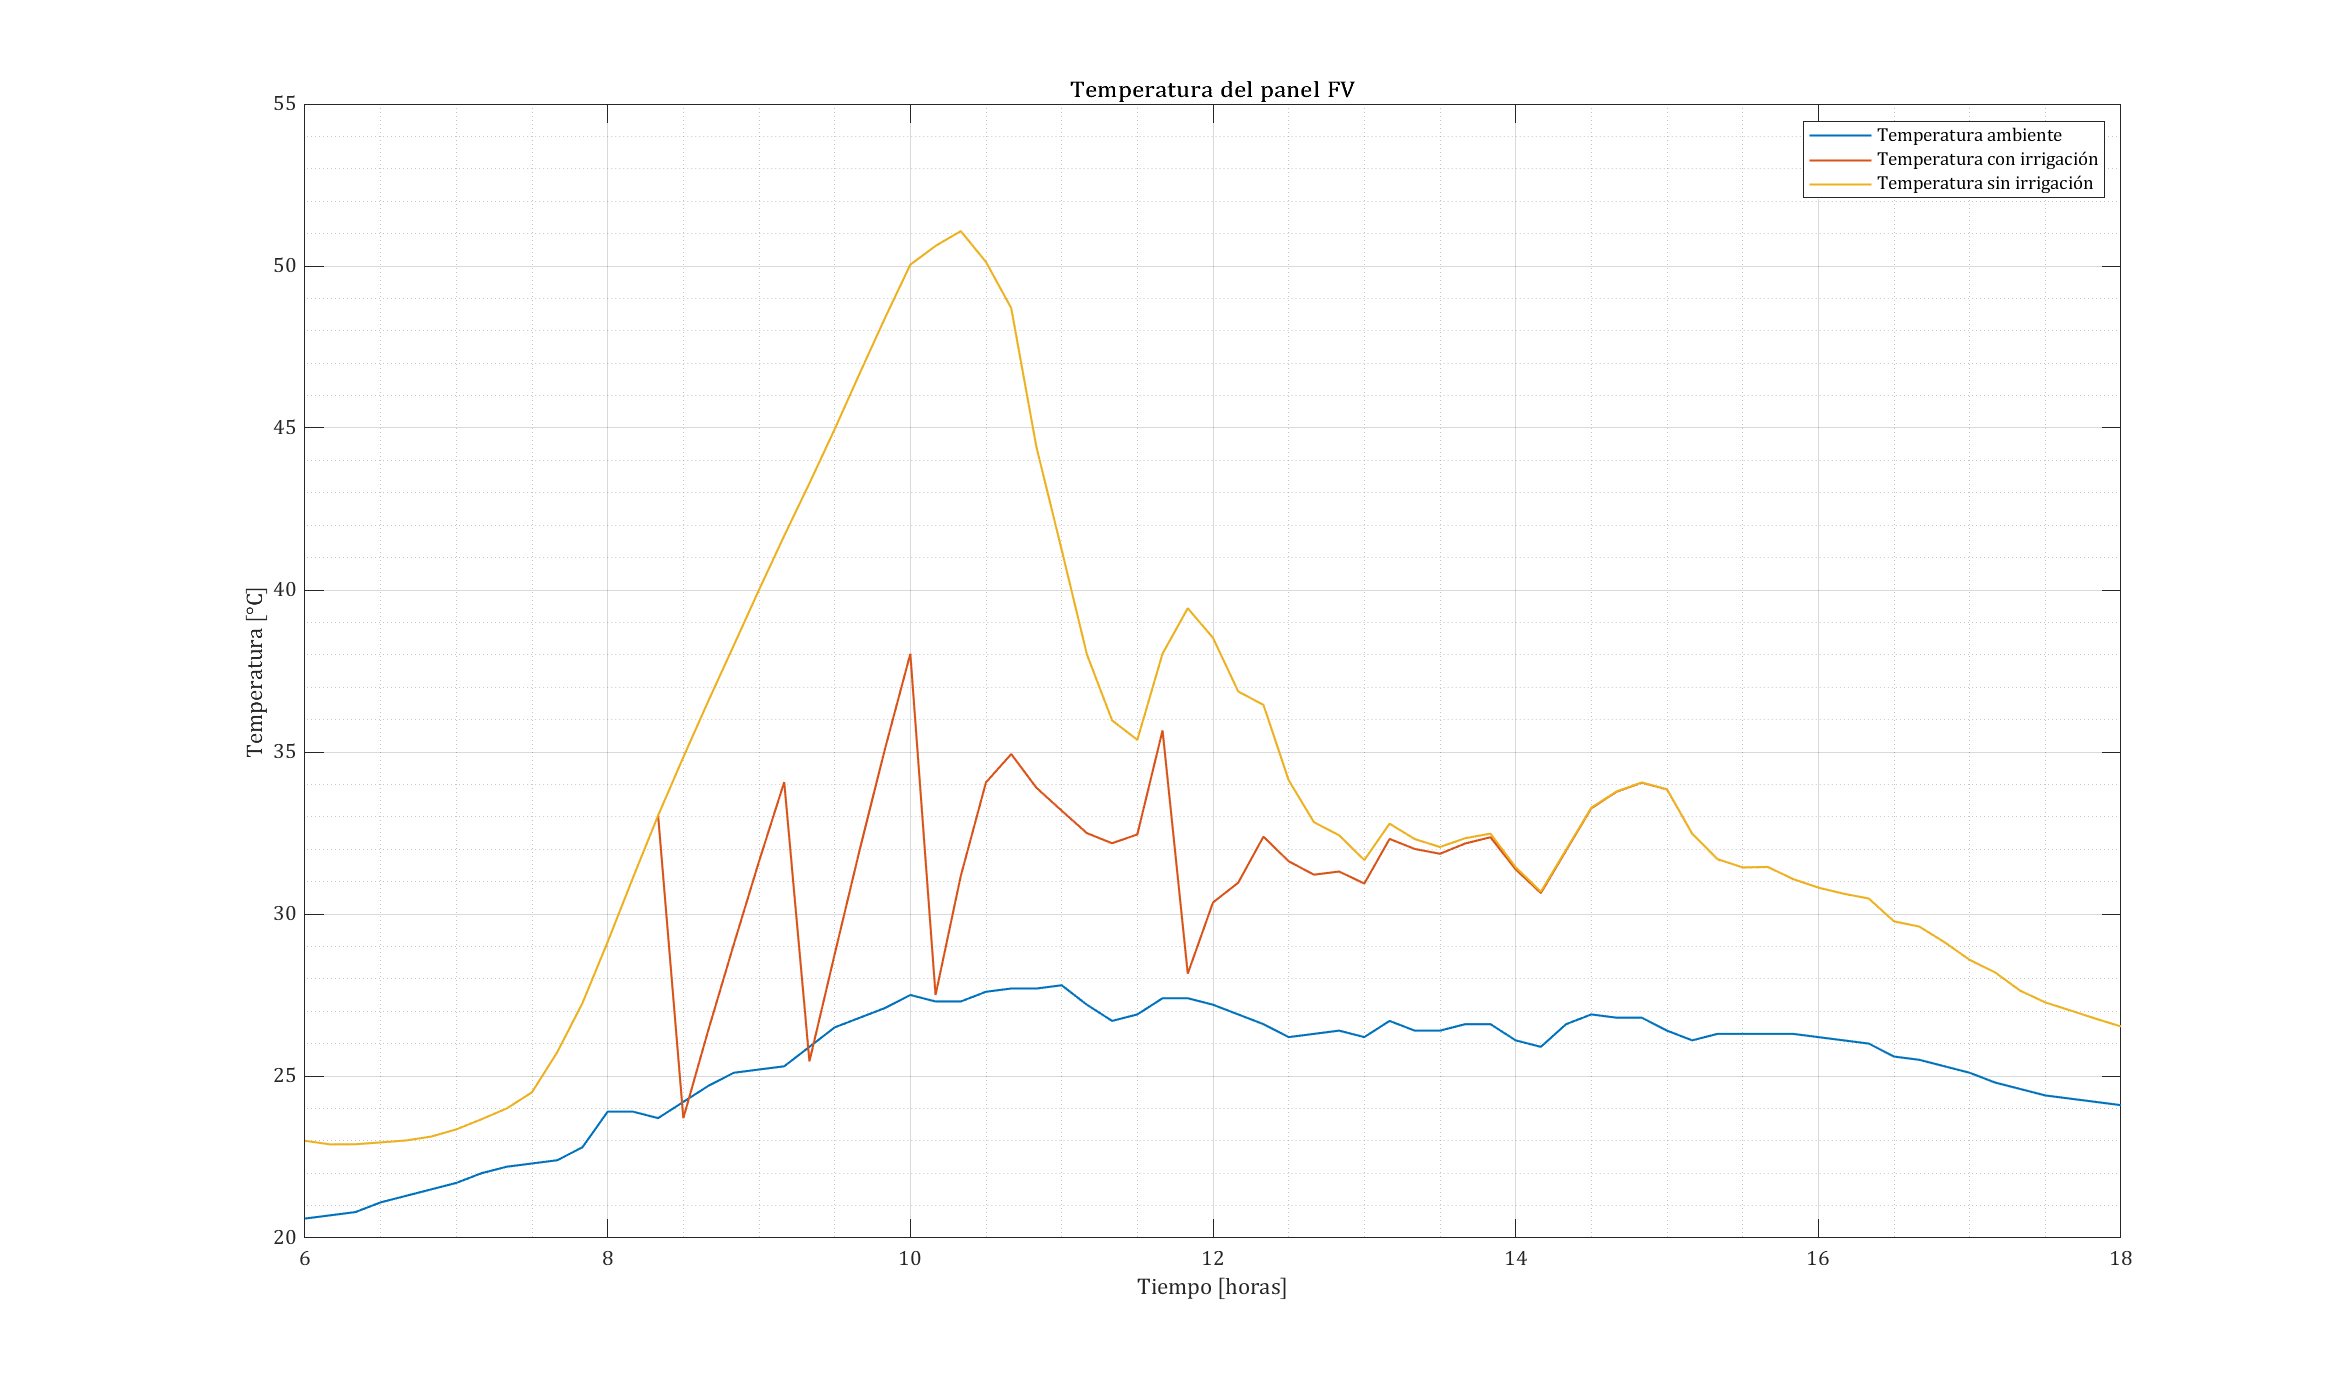 Temperatura del panel FV
Temperatura ambiente
Temperatura con irrigación
Temperatura sin irrigación
Temperatura [°C]
55
50
45
40
35
30
25
20
6 8 10 12 14 16 18
Tiempo [horas]